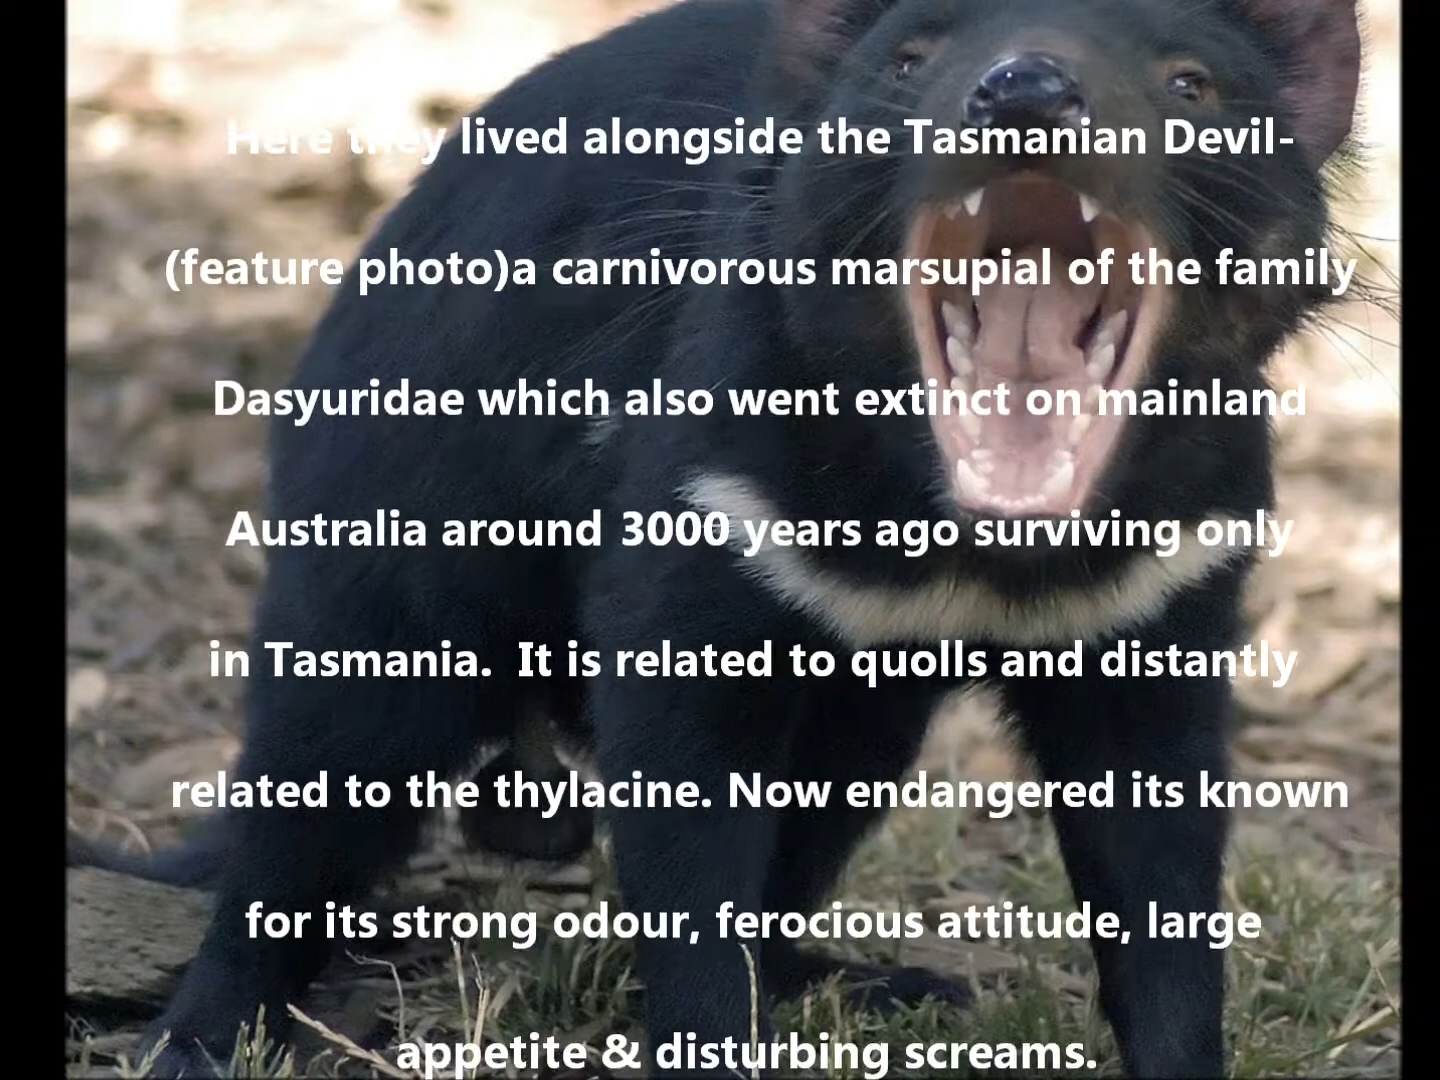 Here they lived alongside the Tasmanian Devil-
(feature photo)a carnivorous marsupial of the family
Dasyuridae which also went extinct on mainland
Australia around 3000 years ago surviving only
in Tasmania.  It is related to quolls and distantly
related to the thylacine. Now endangered its known
for its strong odour, ferocious attitude, large
appetite & disturbing screams.